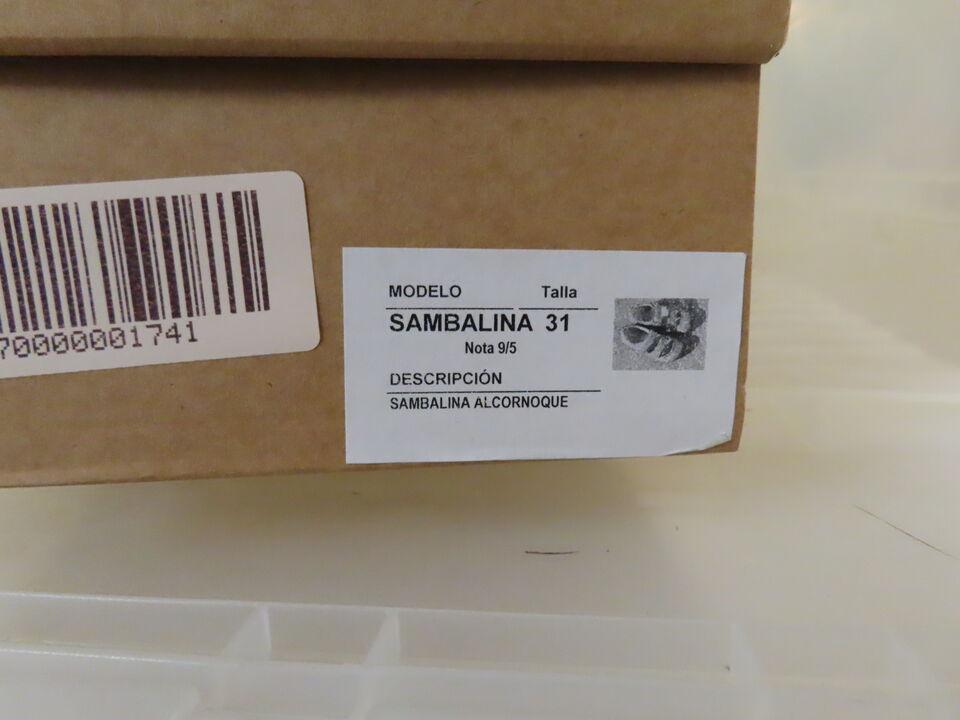 70000001741
MODELO Talla
SAMBALINA 31
Nota 9/5
DESCRIPCIÓN
SAMBALINA ALCORNOQUE